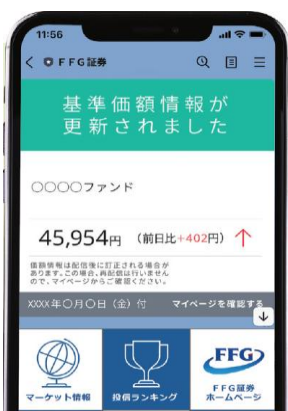 11:56
FFG証券
基準価額情報が
更新されました
○○○○ファンド
45,954円 (前日比+402円)
価額情報は配信後に訂正される場合が
あります。この場合、再配信は行いません
ので、マイページからご確認ください。
XXXX年○月○日(金)付 マイページを確認する
FFG
マーケット情報
投信ランキング
FFG証券
ホームページ